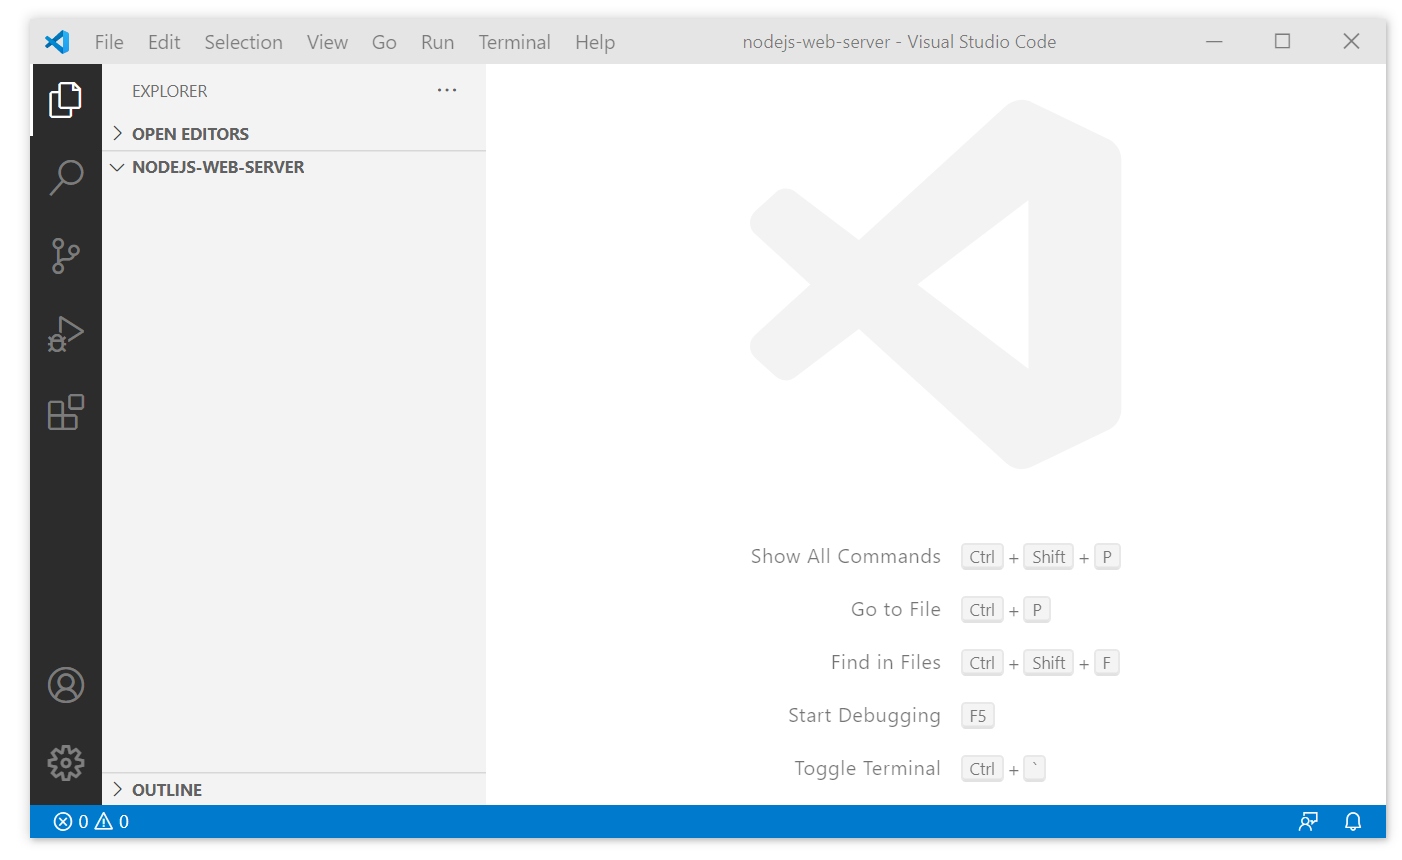 File Edit Selection View Go Run Terminal Help nodejs-web-server - Visual Studio Code
EXPLORER ···
OPEN EDITORS
NODEJS-WEB-SERVER
Show All Commands Ctrl + Shift + P
Go to File Ctrl + P
Find in Files Ctrl + Shift + F
Start Debugging F5
Toggle Terminal Ctrl + `
OUTLINE
0 0